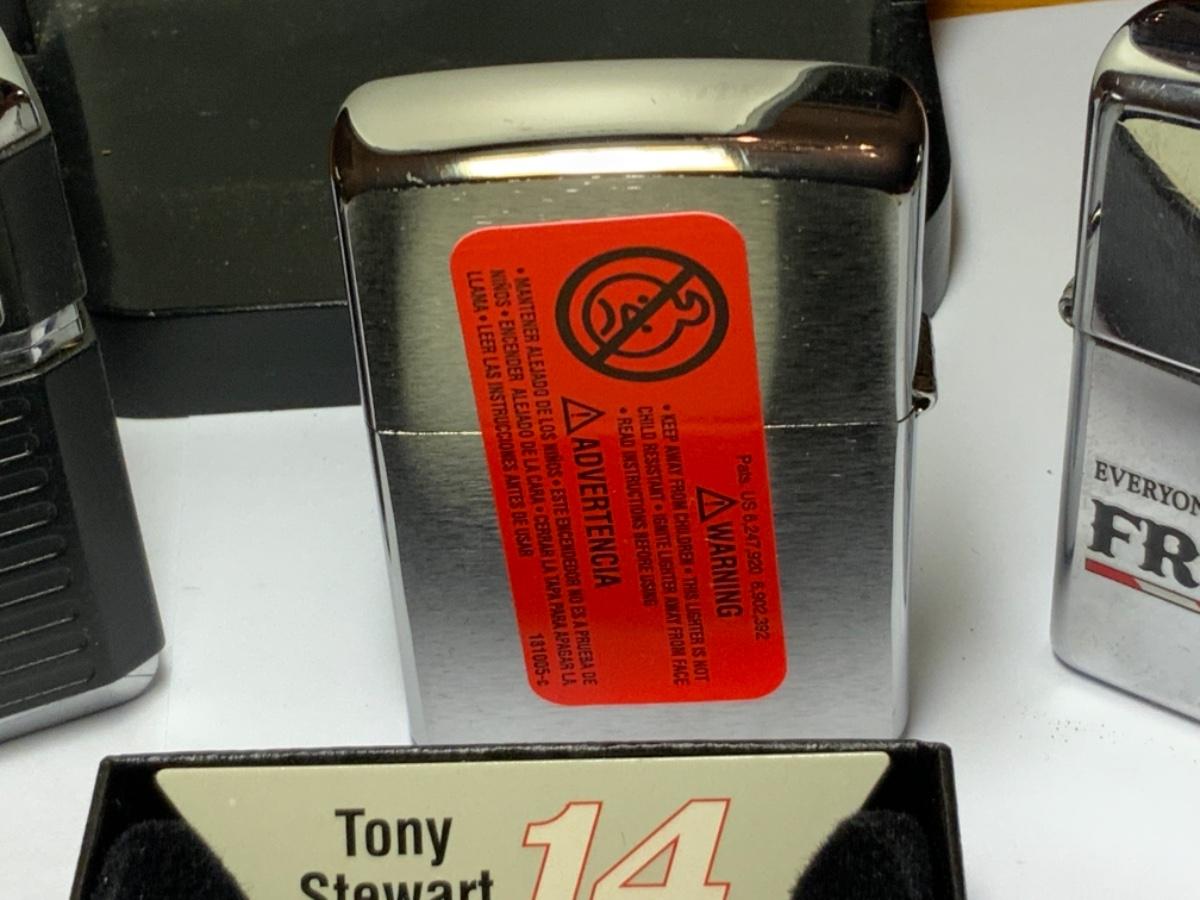 Pats. US 6,247,920 6,902,392
⚠ WARNING
• KEEP AWAY FROM CHILDREN • THIS LIGHTER IS NOT
CHILD RESISTANT • IGNITE LIGHTER AWAY FROM FACE
• READ INSTRUCTIONS BEFORE USING
⚠ ADVERTENCIA
• MANTENER ALEJADO DE LOS NIÑOS • ESTE ENCENDEDOR NO ES A PRUEBA DE
NIÑOS • ENCENDER ALEJADO DE LA CARA • CERRAR LA TAPA PARA APAGAR LA
LLAMA • LEER LAS INSTRUCCIONES ANTES DE USAR
181005-c
EVERYON
FR
Tony
Stewart
14